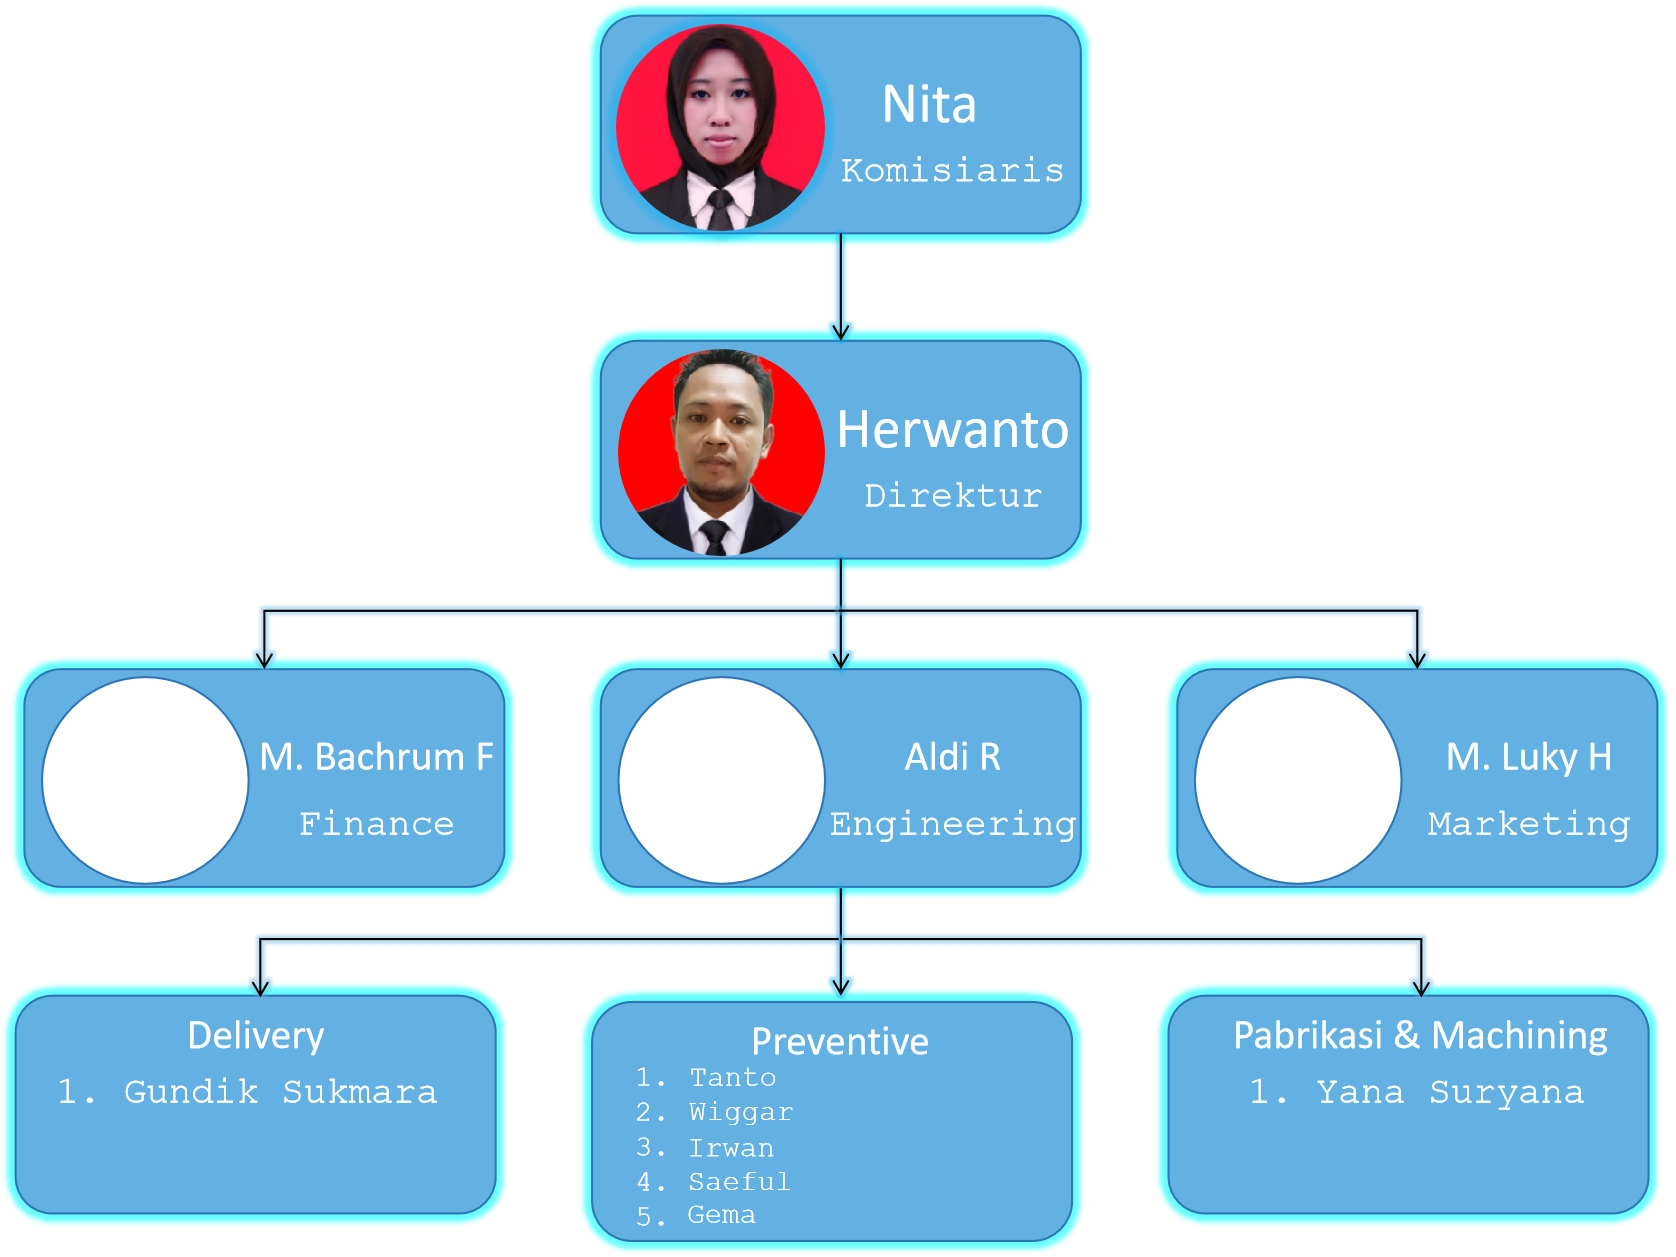 Nita
Komisiaris
Herwanto
Direktur
M. Bachrum F
Finance
Aldi R
Engineering
M. Luky H
Marketing
Delivery
1. Gundik Sukmara
Preventive
1. Tanto
2. Wiggar
3. Irwan
4. Saeful
5. Gema
Pabrikasi & Machining
1. Yana Suryana